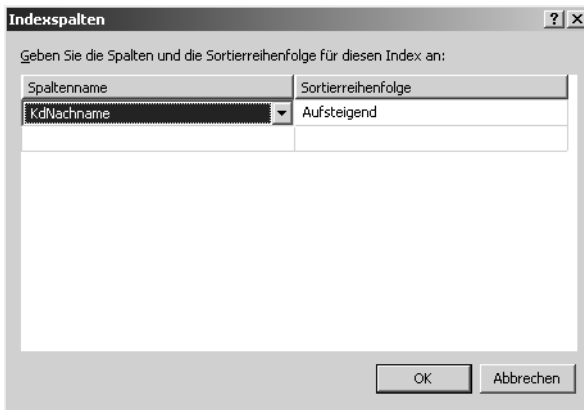 Indexspalten
Geben Sie die Spalten und die Sortierreihenfolge für diesen Index an:
Spaltenname Sortierreihenfolge
KdNachname Aufsteigend
OK Abbrechen